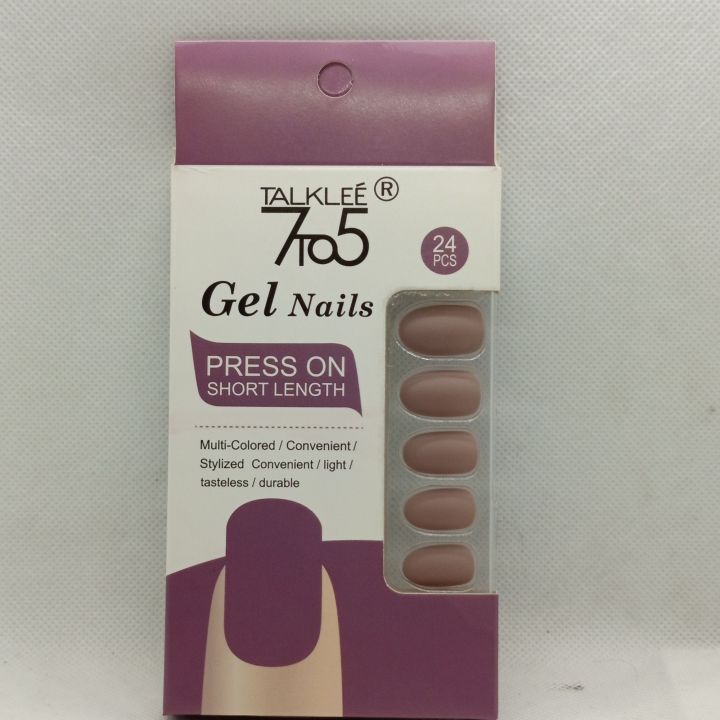 TALKLEÉ ®
7TO5
24
PCS
Gel Nails
PRESS ON
SHORT LENGTH
Multi-Colored / Convenient /
Stylized Convenient / light /
tasteless / durable